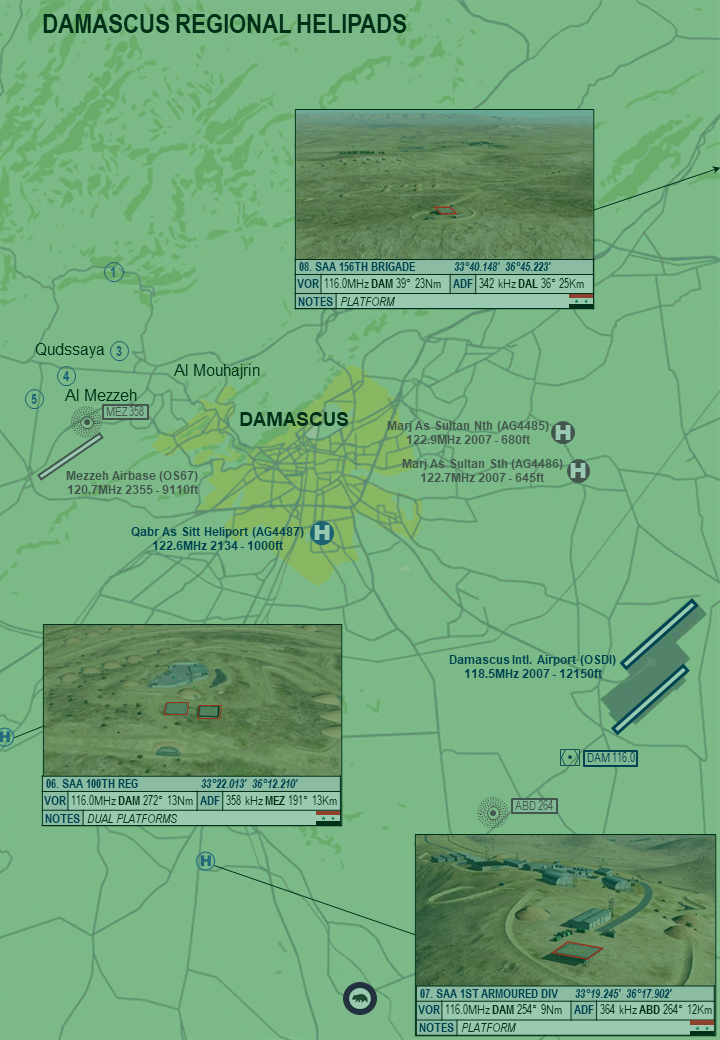 DAMASCUS REGIONAL HELIPADS
08. SAA 156TH BRIGADE 33°40.148' 36°45.223'
VOR 116.0MHz DAM 39° 23Nm ADF 342 kHz DAL 36° 25Km
NOTES PLATFORM
1
Qudssaya 3
4
Al Mouhajrin
5
Al Mezzeh
MEZ 358
DAMASCUS
Marj As Sultan Nth (AG4485)
122.9MHz 2007 - 680ft
H
Marj As Sultan Sth (AG4486)
122.7MHz 2007 - 645ft
H
Mezzeh Airbase (OS67)
120.7MHz 2355 - 9110ft
Qabr As Sitt Heliport (AG4487)
122.6MHz 2134 - 1000ft
H
Damascus Intl. Airport (OSDI)
118.5MHz 2007 - 12150ft
H
DAM 116.0
06. SAA 100TH REG 33°22.013' 36°12.210'
VOR 116.0MHz DAM 272° 13Nm ADF 358 kHz MEZ 191° 13Km
NOTES DUAL PLATFORMS
ABD 264
H
07. SAA 1ST ARMOURED DIV 33°19.245' 36°17.902'
VOR 116.0MHz DAM 254° 9Nm ADF 364 kHz ABD 264° 12Km
NOTES PLATFORM